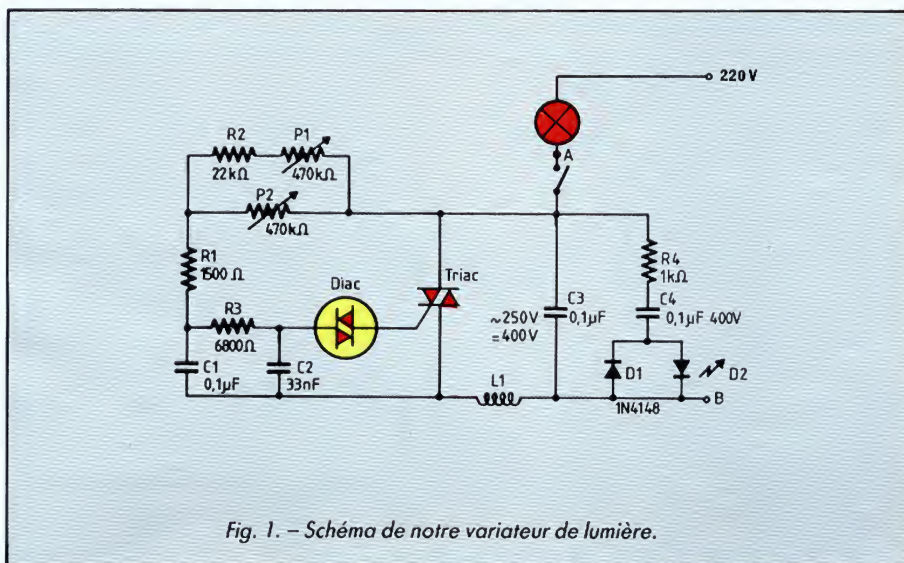 220 V
A
R2
22kΩ
P1
470kΩ
P2
470kΩ
R1
1500 Ω
R3
6800Ω
Diac
Triac
C1
0,1µF
C2
33nF
L1
~250V
=400V
C3
0,1µF
R4
1kΩ
C4
0,1µF 400V
D1
D2
1N4148
B
Fig. 1. – Schéma de notre variateur de lumière.